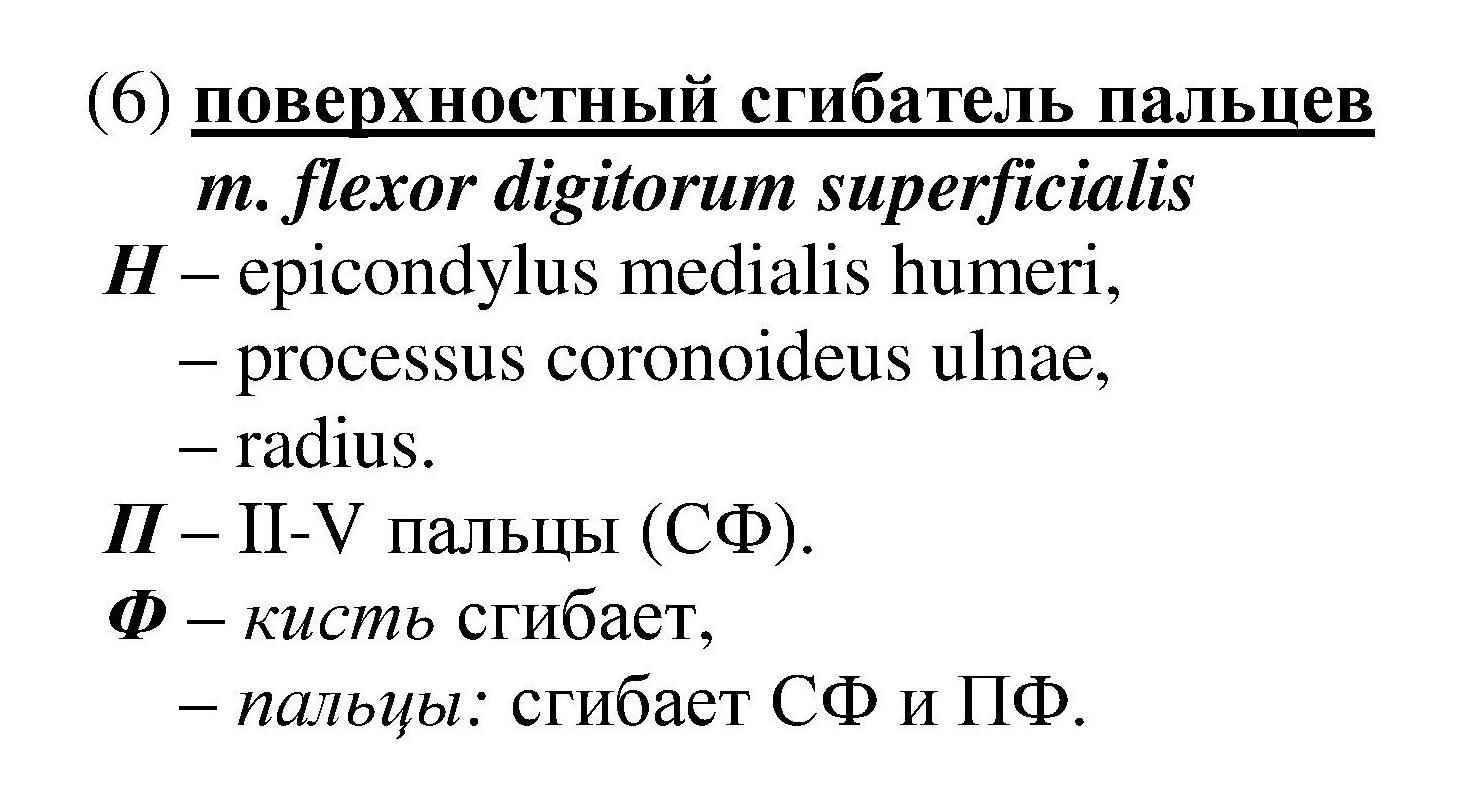 (6) поверхностный сгибатель пальцев
m. flexor digitorum superficialis
Н – epicondylus medialis humeri,
– processus coronoideus ulnae,
– radius.
П – II-V пальцы (СФ).
Ф – кисть сгибает,
– пальцы: сгибает СФ и ПФ.